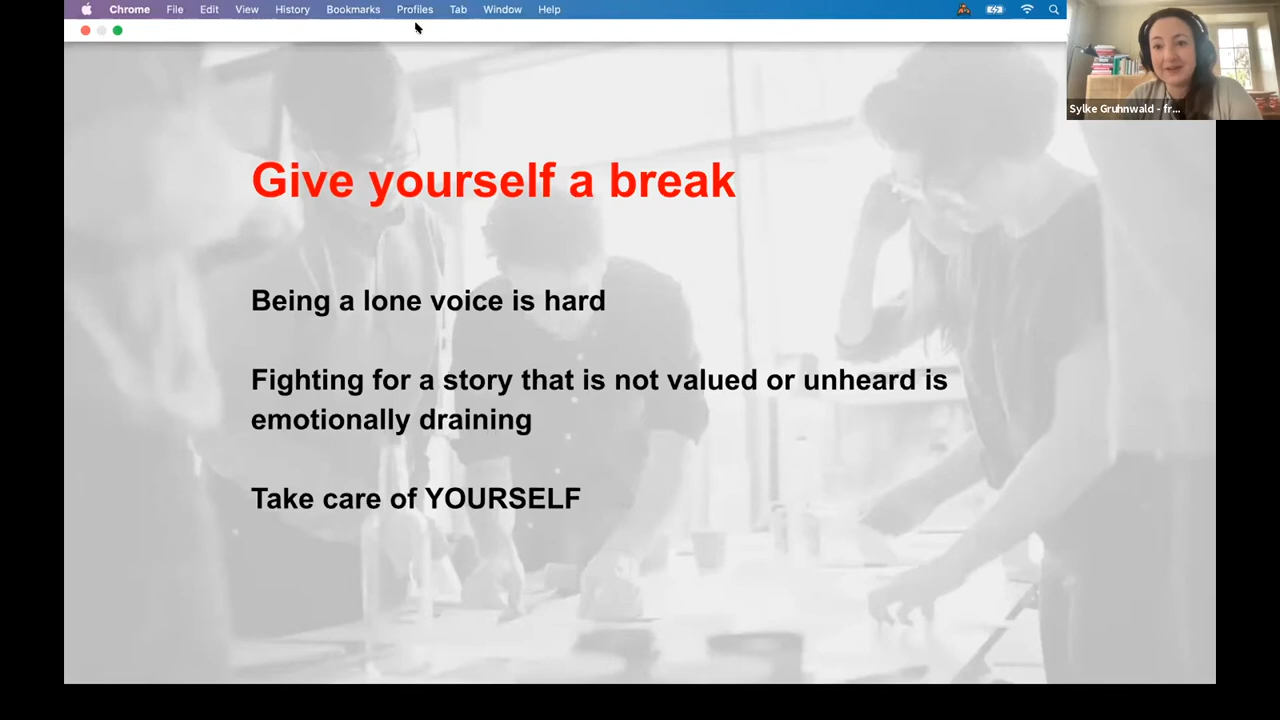 Chrome File Edit View History Bookmarks Profiles Tab Window Help
Sylke Gruhnwald - fr...
Give yourself a break
Being a lone voice is hard
Fighting for a story that is not valued or unheard is
emotionally draining
Take care of YOURSELF